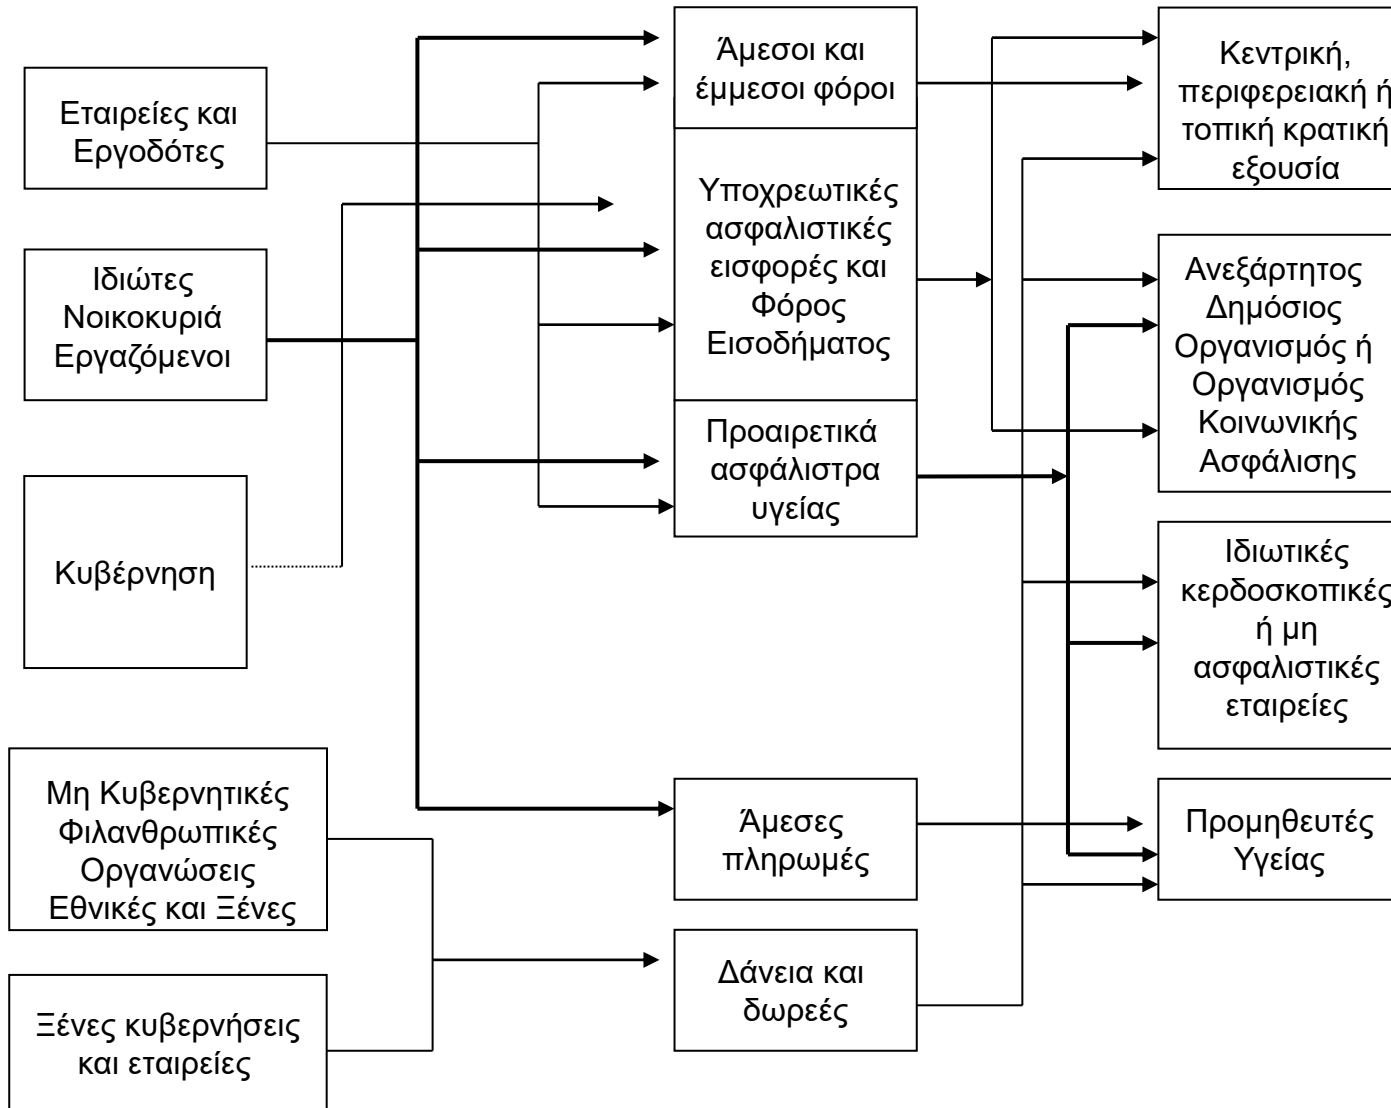 Εταιρείες και
Εργοδότες
Ιδιώτες
Νοικοκυριά
Εργαζόμενοι
Κυβέρνηση
Μη Κυβερνητικές
Φιλανθρωπικές
Οργανώσεις
Εθνικές και Ξένες
Ξένες κυβερνήσεις
και εταιρείες
Άμεσοι και
έμμεσοι φόροι
Υποχρεωτικές
ασφαλιστικές
εισφορές και
Φόρος
Εισοδήματος
Προαιρετικά
ασφάλιστρα
υγείας
Άμεσες
πληρωμές
Δάνεια και
δωρεές
Κεντρική,
περιφερειακή ή
τοπική κρατική
εξουσία
Ανεξάρτητος
Δημόσιος
Οργανισμός ή
Οργανισμός
Κοινωνικής
Ασφάλισης
Ιδιωτικές
κερδοσκοπικές
ή μη
ασφαλιστικές
εταιρείες
Προμηθευτές
Υγείας